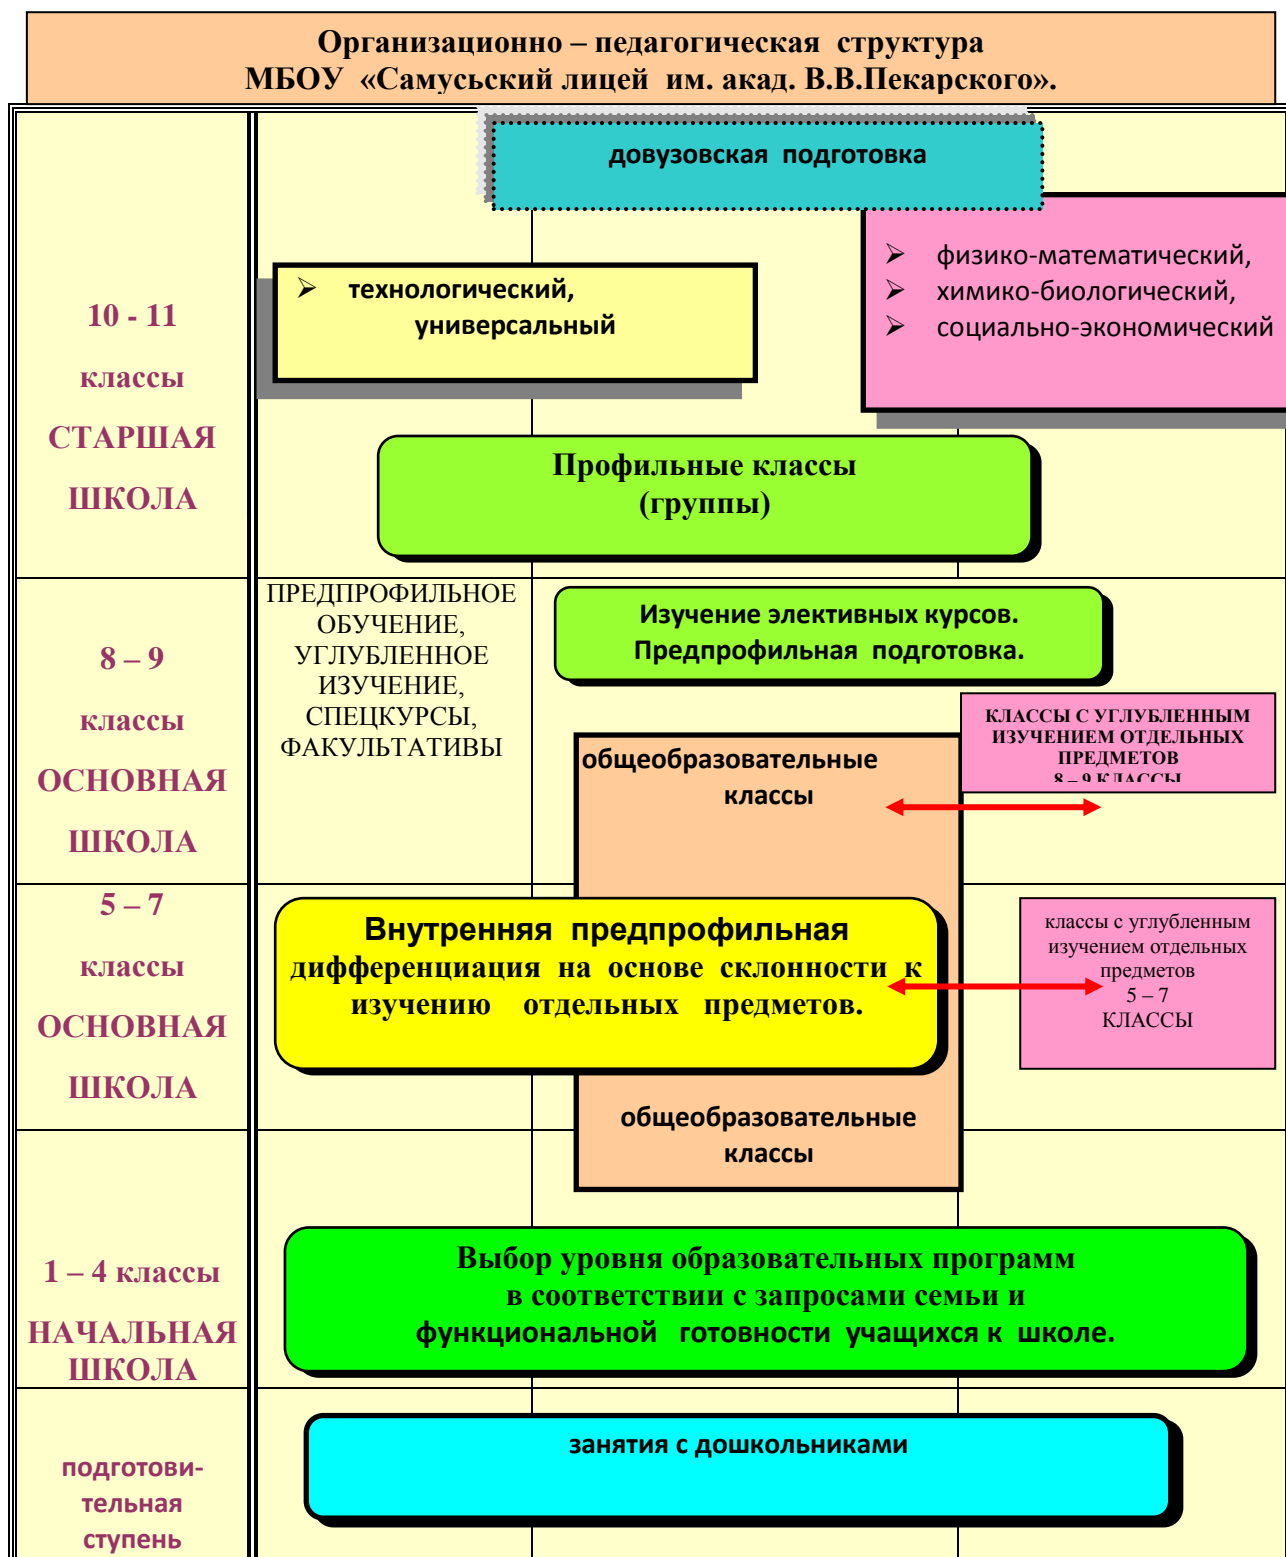 Организационно – педагогическая структура
МБОУ «Самусьский лицей им. акад. В.В.Пекарского».
довузовская подготовка
10 - 11
классы
СТАРШАЯ
ШКОЛА
➢ технологический,
универсальный
➢ физико-математический,
➢ химико-биологический,
➢ социально-экономический
Профильные классы
(группы)
8 – 9
классы
ОСНОВНАЯ
ШКОЛА
ПРЕДПРОФИЛЬНОЕ
ОБУЧЕНИЕ,
УГЛУБЛЕННОЕ
ИЗУЧЕНИЕ,
СПЕЦКУРСЫ,
ФАКУЛЬТАТИВЫ
Изучение элективных курсов.
Предпрофильная подготовка.
общеобразовательные
классы
КЛАССЫ С УГЛУБЛЕННЫМ
ИЗУЧЕНИЕМ ОТДЕЛЬНЫХ
ПРЕДМЕТОВ
8 – 9 КЛАССЫ
5 – 7
классы
ОСНОВНАЯ
ШКОЛА
Внутренняя предпрофильная
дифференциация на основе склонности к
изучению отдельных предметов.
классы с углубленным
изучением отдельных
предметов
5 – 7
КЛАССЫ
общеобразовательные
классы
1 – 4 классы
НАЧАЛЬНАЯ
ШКОЛА
Выбор уровня образовательных программ
в соответствии с запросами семьи и
функциональной готовности учащихся к школе.
подготови-
тельная
ступень
занятия с дошкольниками